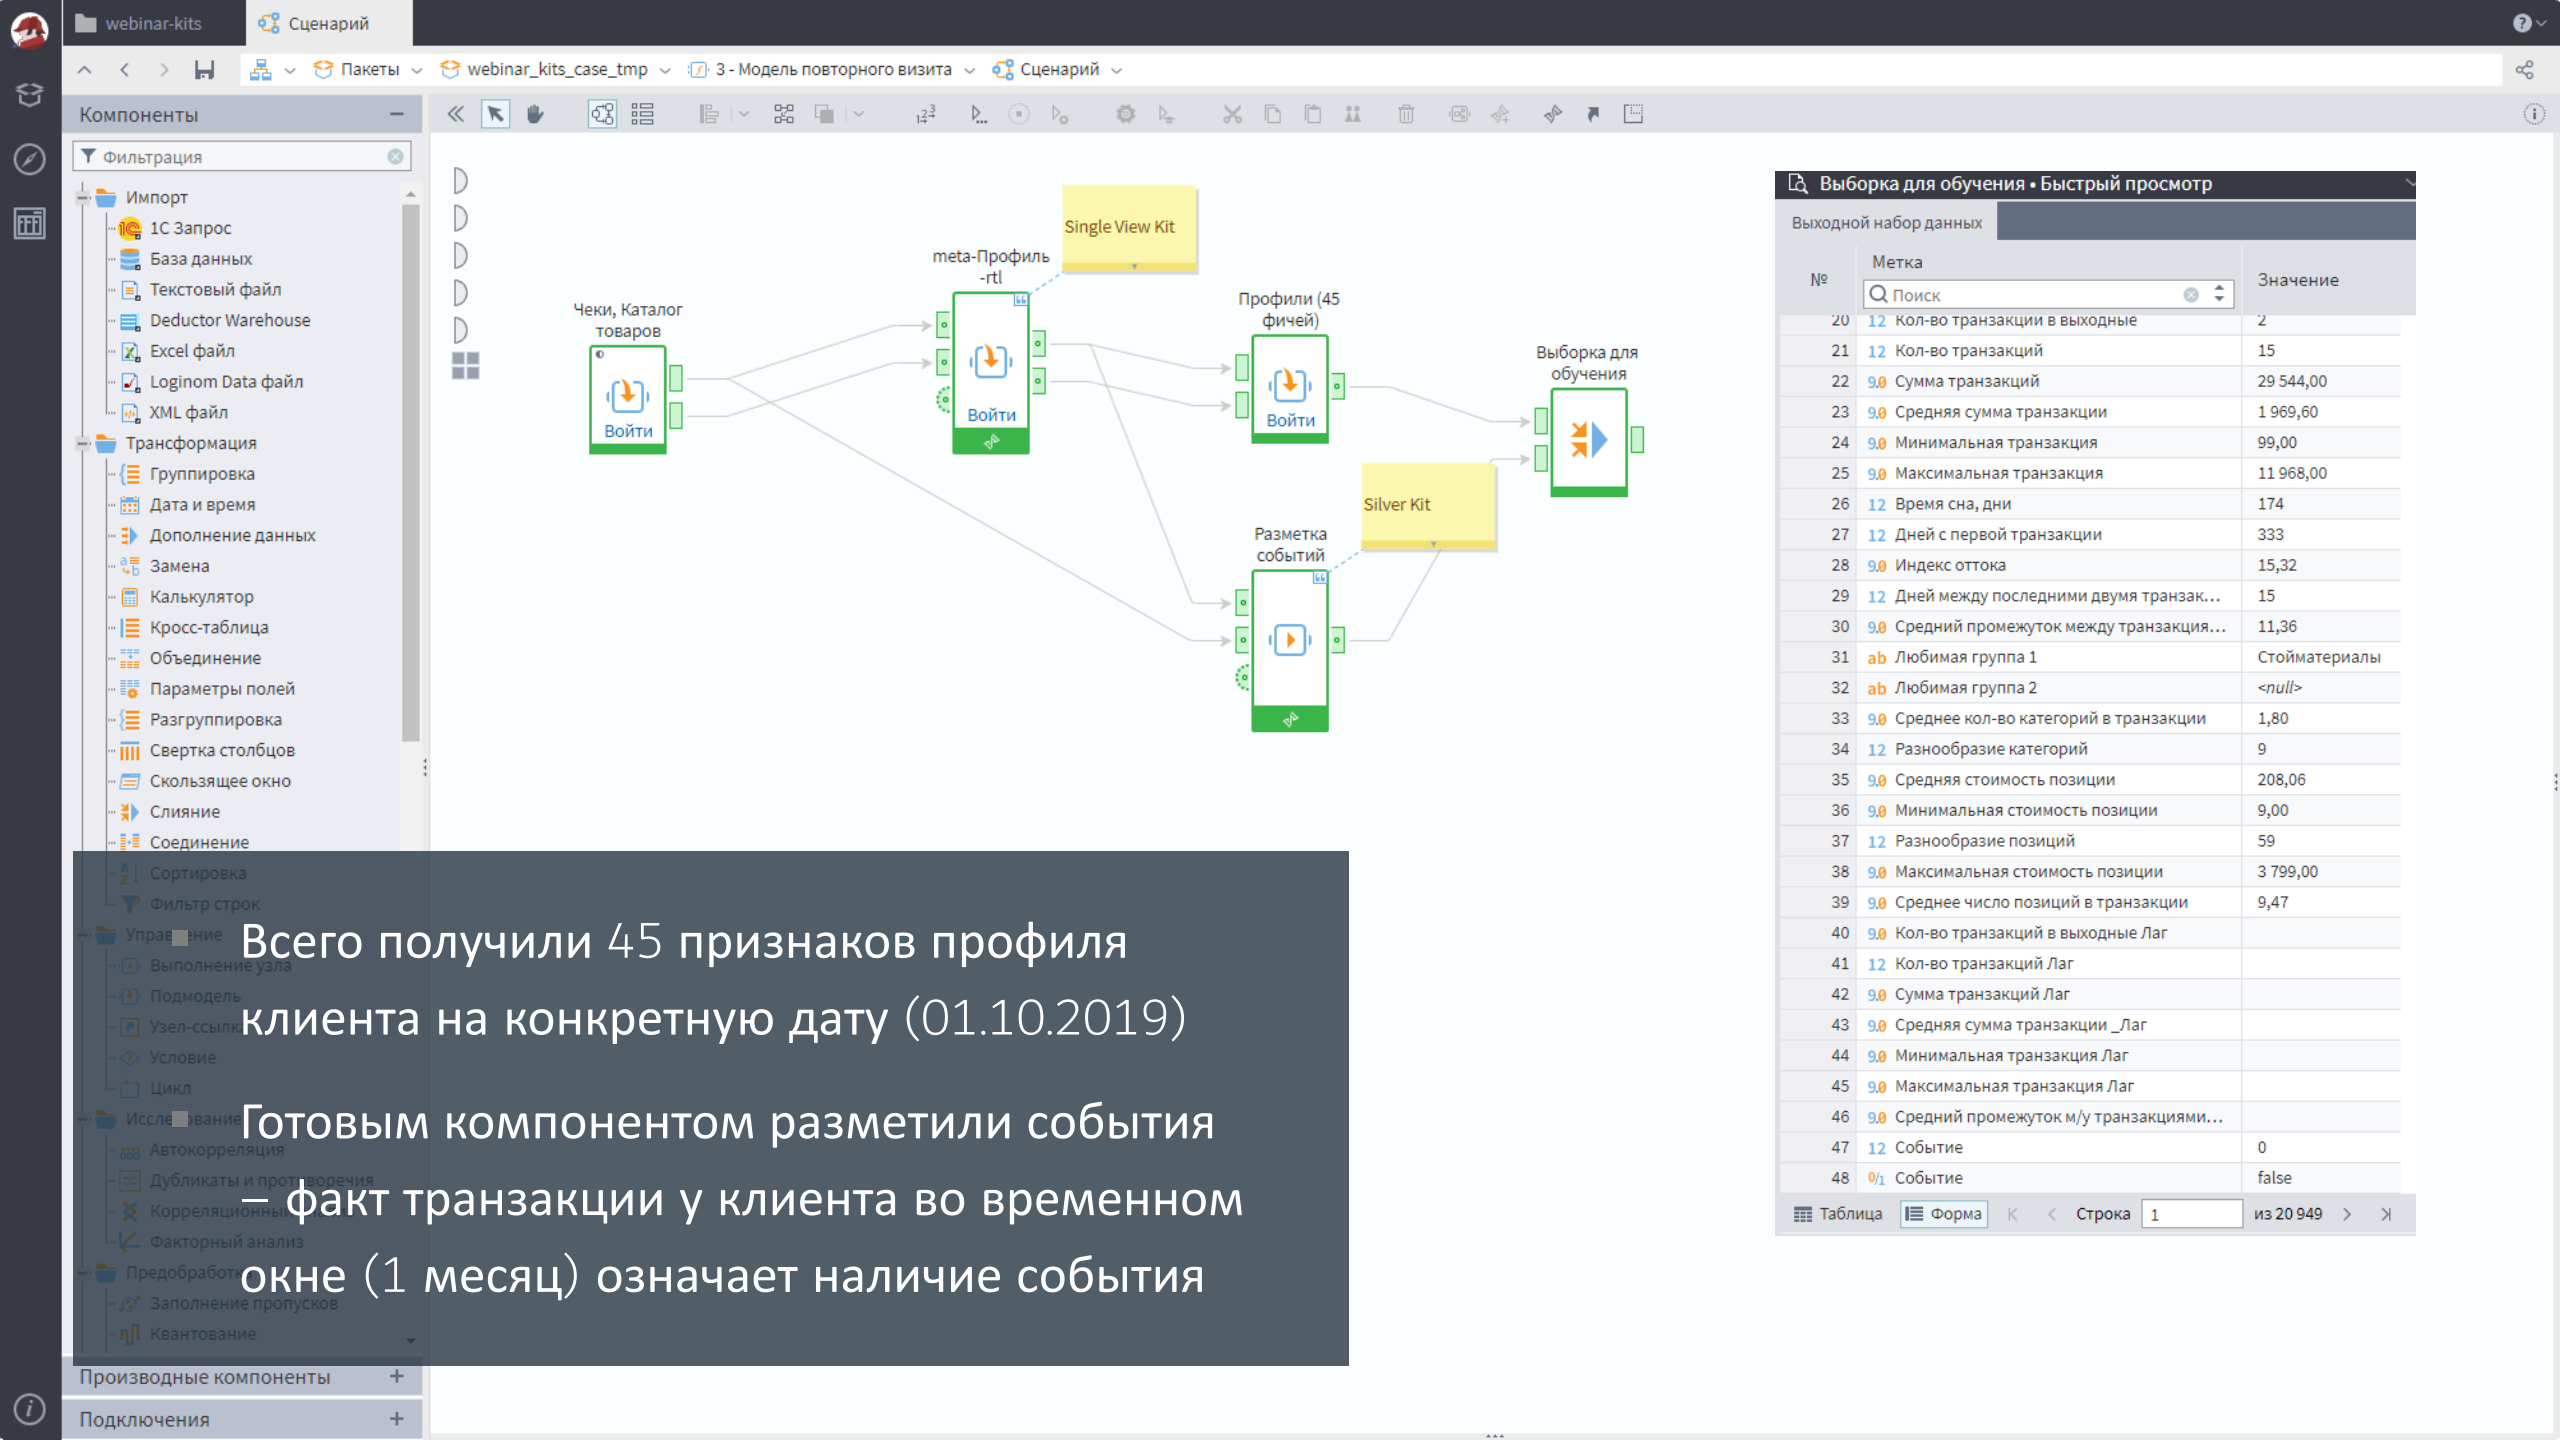 webinar-kits
Сценарий
Пакеты
webinar_kits_case_tmp
3 - Модель повторного визита
Сценарий
Компоненты
Фильтрация
Импорт
1С Запрос
База данных
Текстовый файл
Deductor Warehouse
Excel файл
Loginom Data файл
XML файл
Трансформация
Группировка
Дата и время
Дополнение данных
Замена
Калькулятор
Кросс-таблица
Объединение
Параметры полей
Разгруппировка
Свертка столбцов
Скользящее окно
Слияние
Соединение
Сортировка
Фильтр строк
Выполнение узла
Подмодель
Условие
Цикл
Автокорреляция
Дубликаты и противоречия
Факторный анализ
Заполнение пропусков
Квантование
Производные компоненты
Подключения
Чеки, Каталог
товаров
Войти
meta-Профиль
-rtl
Войти
Single View Kit
Профили (45
фичей)
Войти
Выборка для
обучения
Silver Kit
Разметка
событий
Всего получили 45 признаков профиля
клиента на конкретную дату (01.10.2019)
Готовым компонентом разметили события
– факт транзакции у клиента во временном
окне (1 месяц) означает наличие события
Выборка для обучения • Быстрый просмотр
Выходной набор данных
№ Метка Значение
Поиск
20 12 Кол-во транзакции в выходные 2
21 12 Кол-во транзакций 15
22 9.0 Сумма транзакций 29 544,00
23 9.0 Средняя сумма транзакции 1 969,60
24 9.0 Минимальная транзакция 99,00
25 9.0 Максимальная транзакция 11 968,00
26 12 Время сна, дни 174
27 12 Дней с первой транзакции 333
28 9.0 Индекс оттока 15,32
29 12 Дней между последними двумя транзак... 15
30 9.0 Средний промежуток между транзакция... 11,36
31 ab Любимая группа 1 Стойматериалы
32 ab Любимая группа 2 <null>
33 9.0 Среднее кол-во категорий в транзакции 1,80
34 12 Разнообразие категорий 9
35 9.0 Средняя стоимость позиции 208,06
36 9.0 Минимальная стоимость позиции 9,00
37 12 Разнообразие позиций 59
38 9.0 Максимальная стоимость позиции 3 799,00
39 9.0 Среднее число позиций в транзакции 9,47
40 9.0 Кол-во транзакций в выходные Лаг
41 12 Кол-во транзакций Лаг
42 9.0 Сумма транзакций Лаг
43 9.0 Средняя сумма транзакции _Лаг
44 9.0 Минимальная транзакция Лаг
45 9.0 Максимальная транзакция Лаг
46 9.0 Средний промежуток м/у транзакциями...
47 12 Событие 0
48 0/1 Событие false
Таблица Форма Строка 1 из 20 949